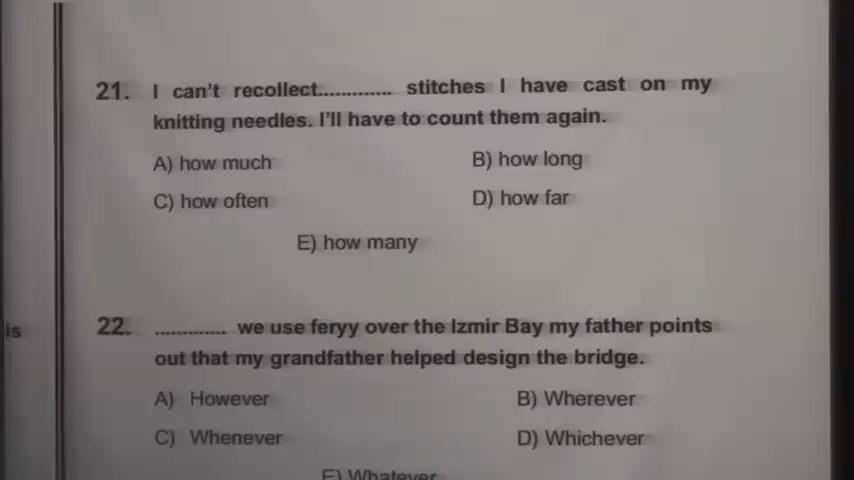 21. I can't recollect............. stitches I have cast on my
knitting needles. I'll have to count them again.
A) how much
B) how long
C) how often
D) how far
E) how many
is
22. ............. we use feryy over the Izmir Bay my father points
out that my grandfather helped design the bridge.
A) However
B) Wherever
C) Whenever
D) Whichever
E) Whatever